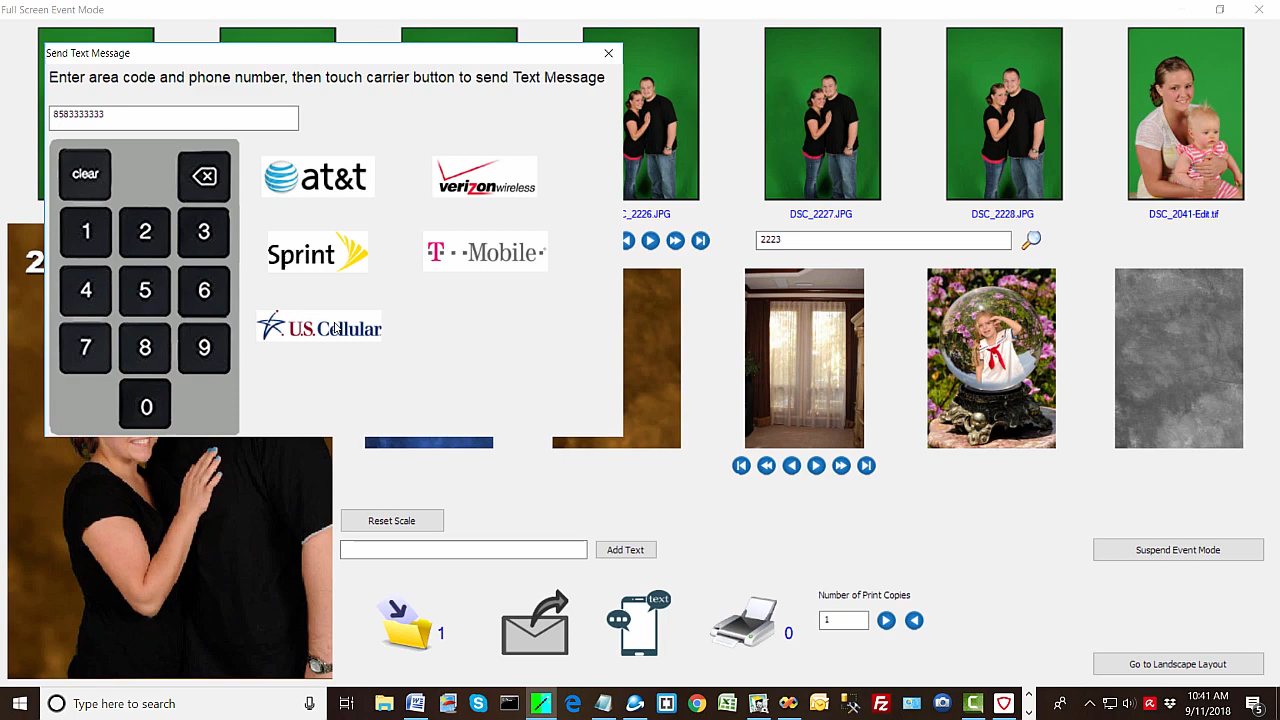 Full Screen Event Mode
Send Text Message
Enter area code and phone number, then touch carrier button to send Text Message
8583333333
clear
1 2 3
4 5 6
7 8 9
0
at&t
verizonwireless
Sprint
T··Mobile·
U.S. Cellular
C_2226.JPG
DSC_2227.JPG
DSC_2228.JPG
DSC_2041-Edit.tif
2223
2
Reset Scale
Add Text
Suspend Event Mode
1
text
0
Number of Print Copies
1
Go to Landscape Layout
Type here to search
10:41 AM
9/11/2018
5